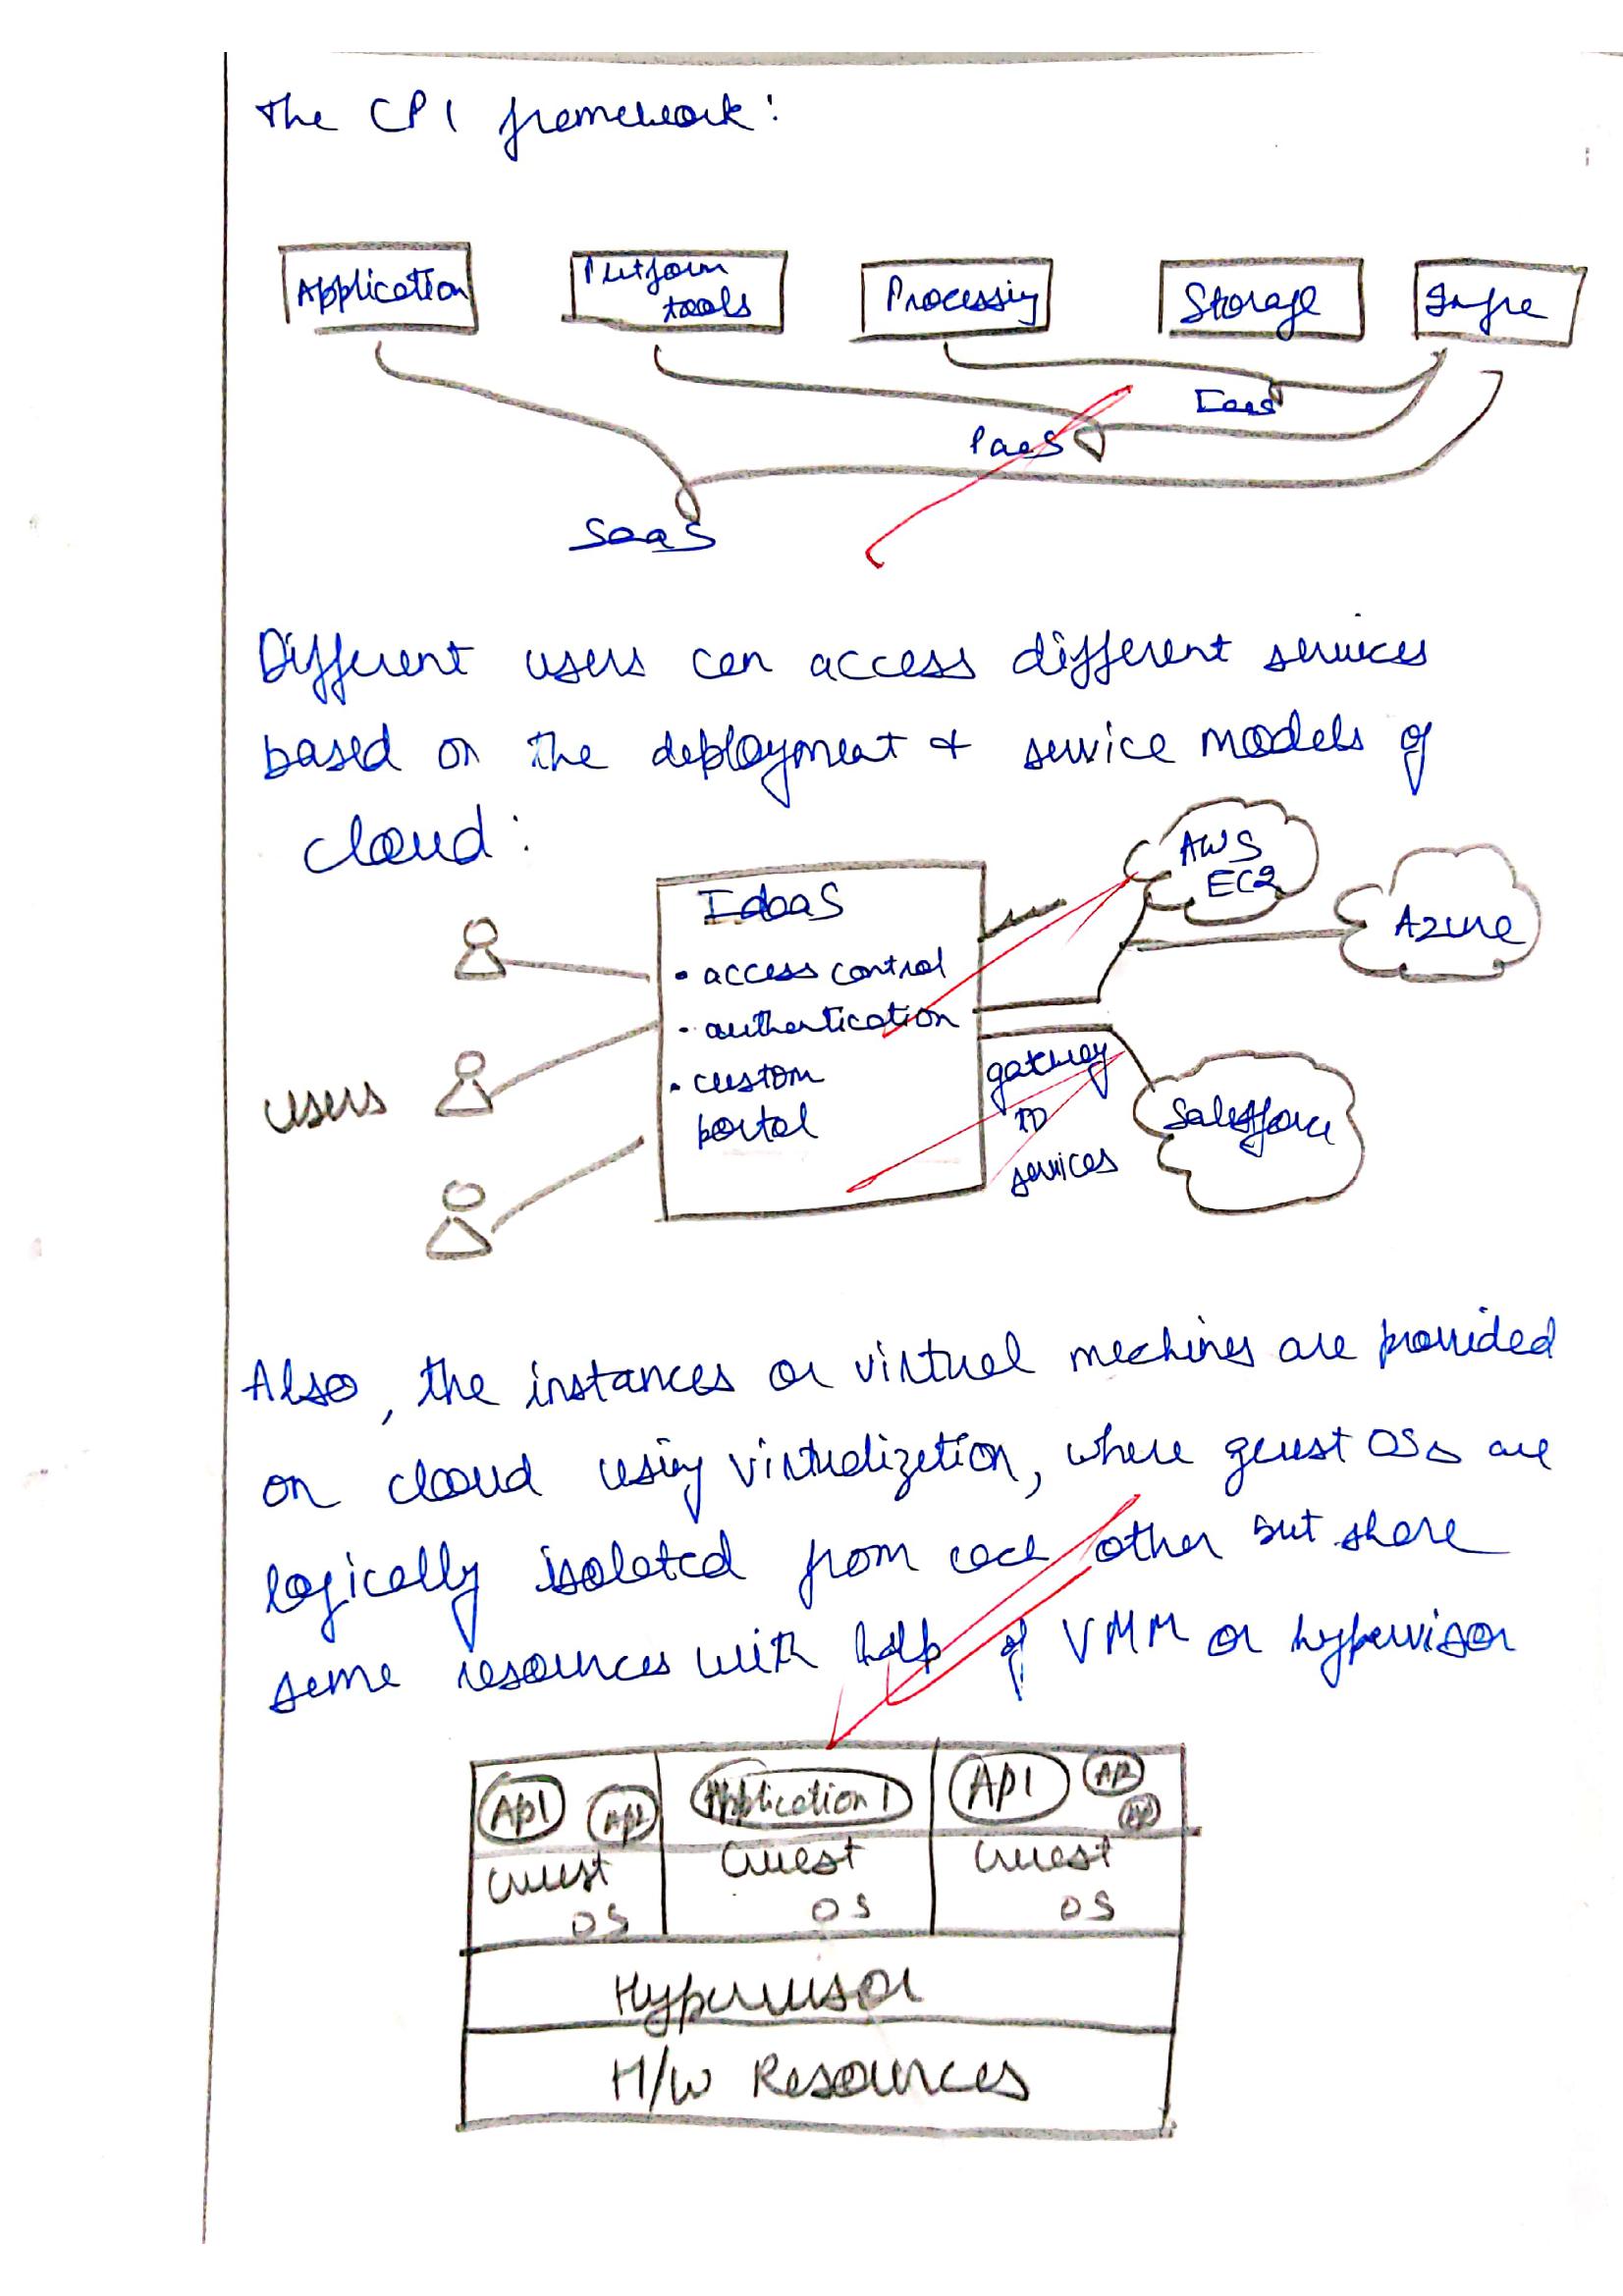 The CPI framework:
Application
Platform
tools
Processing
Storage
Infra
IaaS
PaaS
SaaS
Different users can access different services
based on the deployment & service models of
cloud:
AWS
EC2
Azure
IdaaS
• access control
• authentication
• custom
portal
users
gateway
to
services
Salesforce
Also, the instances or virtual machines are provided
on cloud using virtualization, where guest OSs are
logically isolated from each other but share
same resources with help of VMM or hypervisor
Ap1
Ap2
Application 1
Ap1
Ap2
Guest
OS
Guest
OS
Guest
OS
Hypervisor
H/W Resources